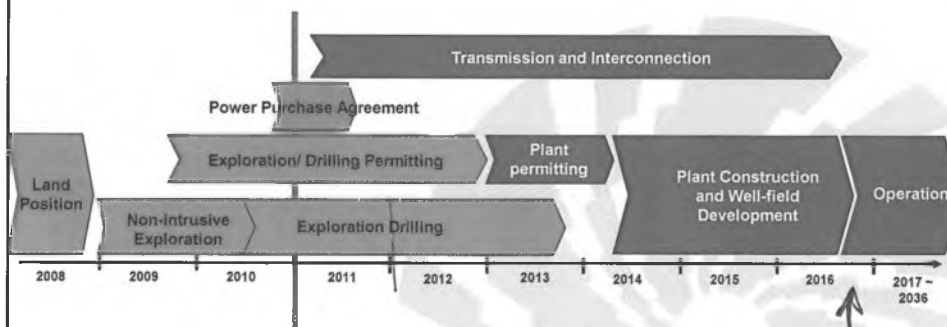 Transmission and Interconnection
Power Purchase Agreement
Exploration/ Drilling Permitting
Plant
permitting
Land
Position
Non-intrusive
Exploration
Exploration Drilling
Plant Construction
and Well-field
Development
Operation
2008
2009
2010
2011
2012
2013
2014
2015
2016
2017 ~
2036